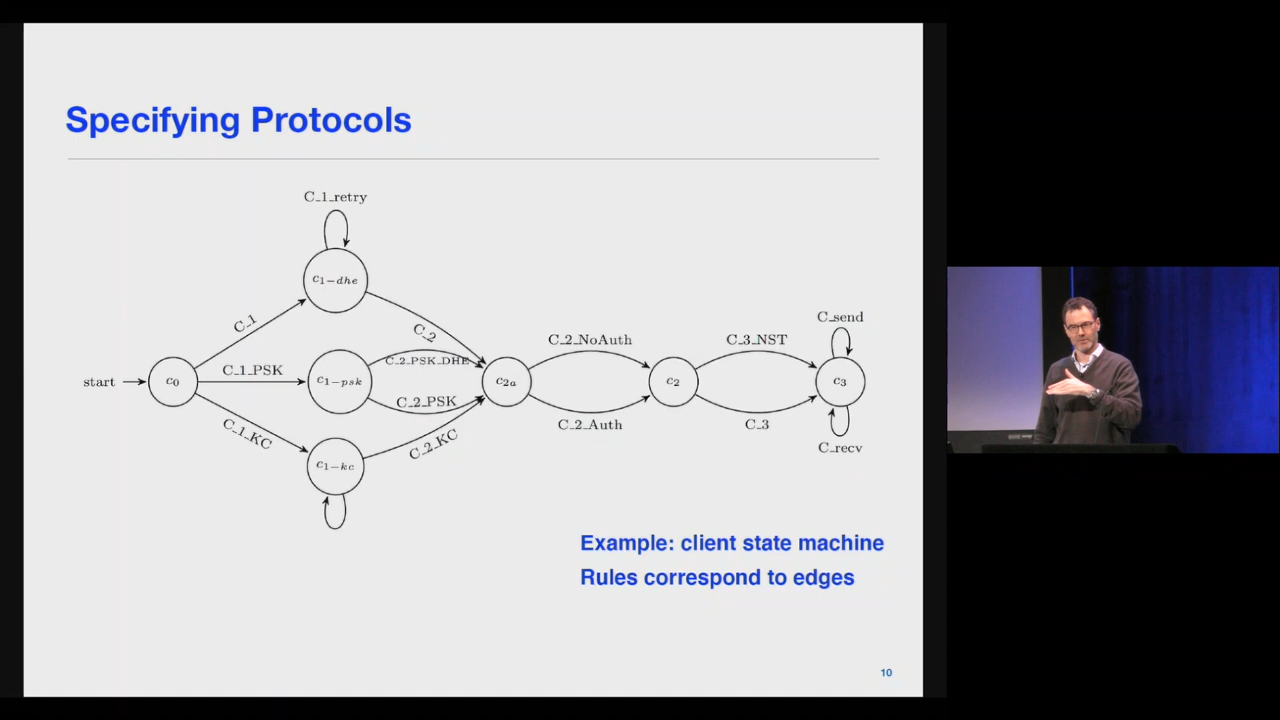 Specifying Protocols
C_1_retry
c1−dhe
C_1
C_2
C_send
C_2_NoAuth
C_3_NST
C_2_PSK_DHE
C_1_PSK
start
c0
c1−psk
c2a
c2
c3
C_2_PSK
C_2_Auth
C_3
C_1_KC
C_2_KC
C_recv
c1−kc
Example: client state machine
Rules correspond to edges
10